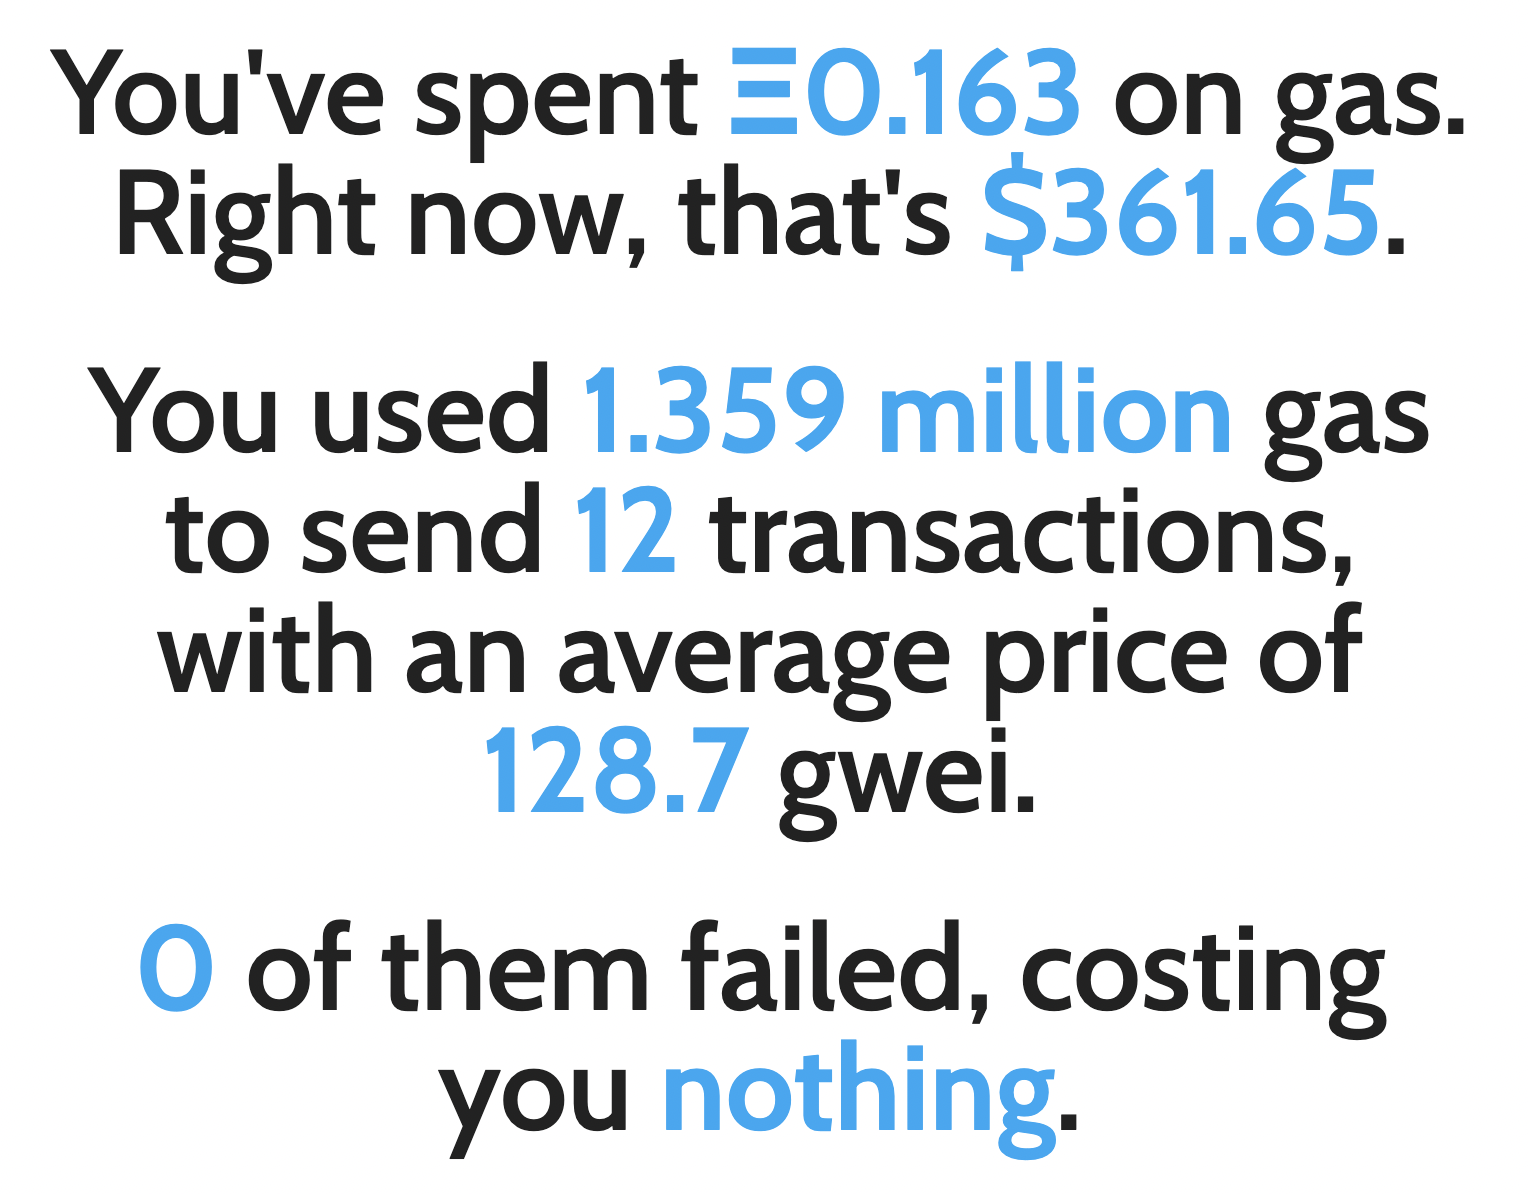 You've spent Ξ0.163 on gas.
Right now, that's $361.65.
You used 1.359 million gas
to send 12 transactions,
with an average price of
128.7 gwei.
0 of them failed, costing
you nothing.